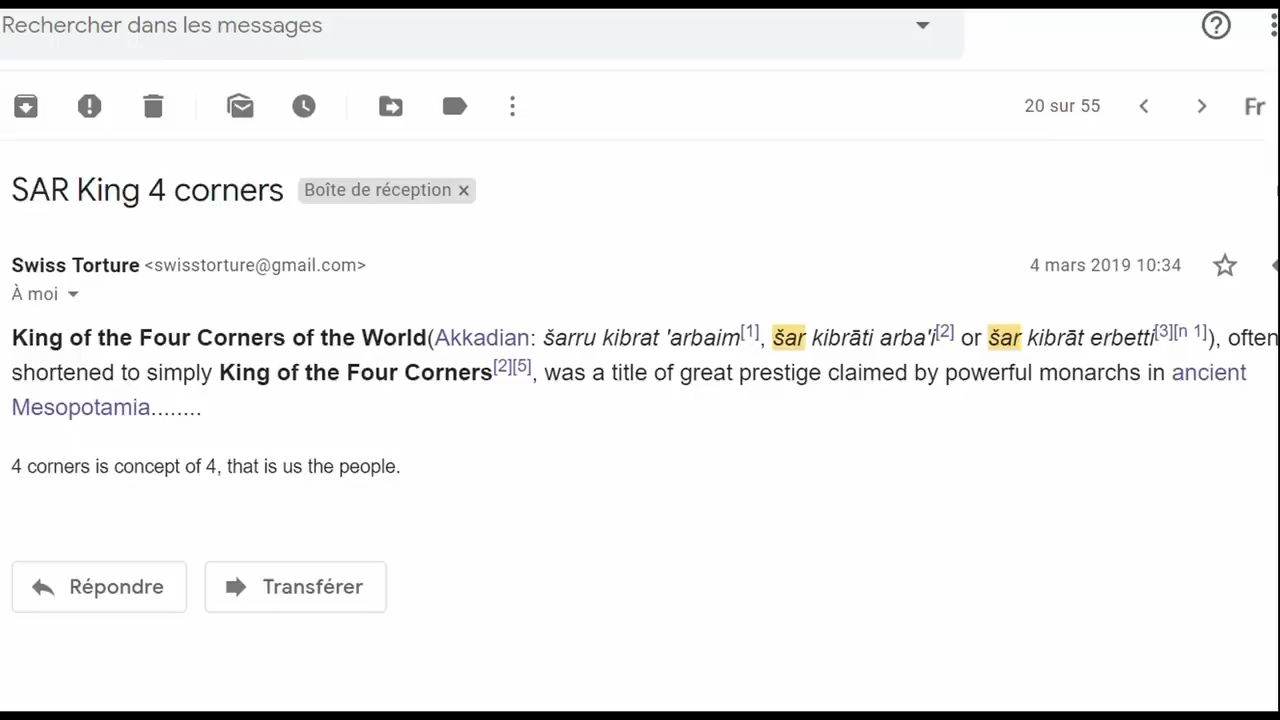 Rechercher dans les messages
20 sur 55
Fr
SAR King 4 corners Boîte de réception ×
Swiss Torture <swisstorture@gmail.com> 4 mars 2019 10:34
À moi
King of the Four Corners of the World(Akkadian: šarru kibrat 'arbaim[1], šar kibrāti arba'i[2] or šar kibrāt erbetti[3][n 1]), often
shortened to simply King of the Four Corners[2][5], was a title of great prestige claimed by powerful monarchs in ancient
Mesopotamia........
4 corners is concept of 4, that is us the people.
Répondre Transférer